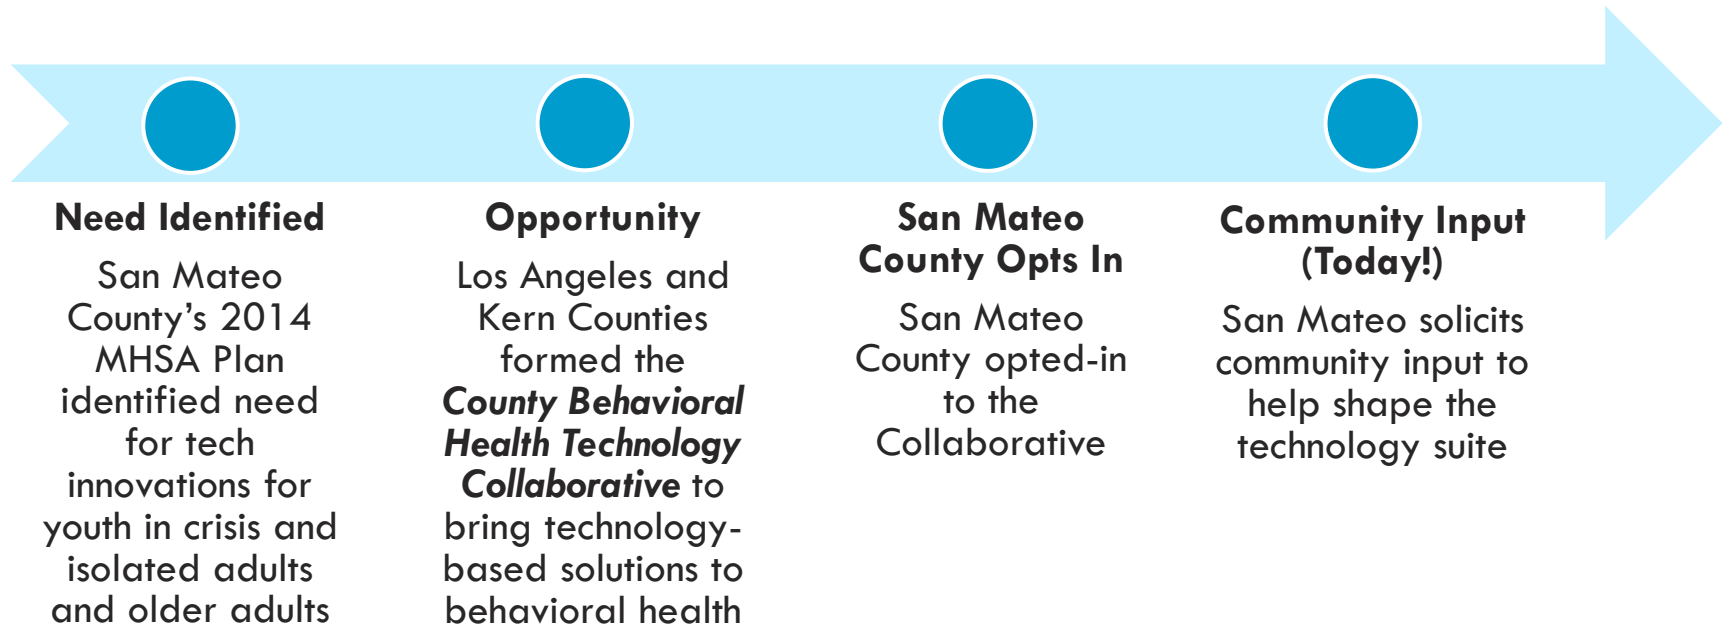 Need Identified
San Mateo
County’s 2014
MHSA Plan
identified need
for tech
innovations for
youth in crisis and
isolated adults
and older adults
Opportunity
Los Angeles and
Kern Counties
formed the
County Behavioral
Health Technology
Collaborative to
bring technology-
based solutions to
behavioral health
San Mateo
County Opts In
San Mateo
County opted-in
to the
Collaborative
Community Input
(Today!)
San Mateo solicits
community input to
help shape the
technology suite